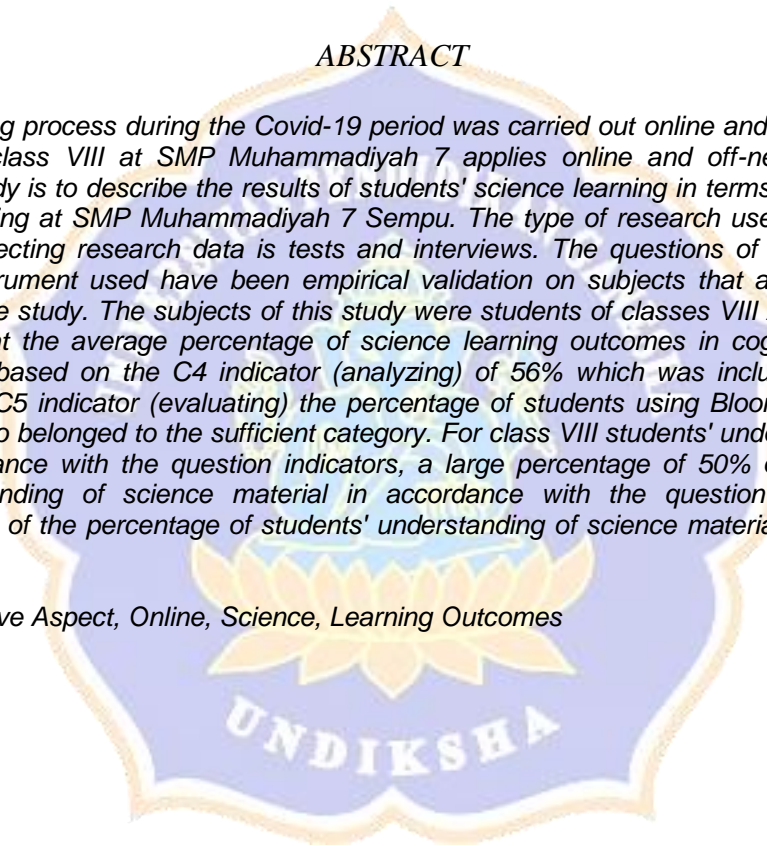 ABSTRACT
g process during the Covid-19 period was carried out online and
class VIII at SMP Muhammadiyah 7 applies online and off-ne
dy is to describe the results of students' science learning in terms
ing at SMP Muhammadiyah 7 Sempu. The type of research use
ecting research data is tests and interviews. The questions of
rument used have been empirical validation on subjects that a
e study. The subjects of this study were students of classes VIII
t the average percentage of science learning outcomes in cog
based on the C4 indicator (analyzing) of 56% which was inclu
C5 indicator (evaluating) the percentage of students using Bloom
o belonged to the sufficient category. For class VIII students' unde
ance with the question indicators, a large percentage of 50%
nding of science material in accordance with the question
of the percentage of students' understanding of science materia
ve Aspect, Online, Science, Learning Outcomes
UNDIKSHA